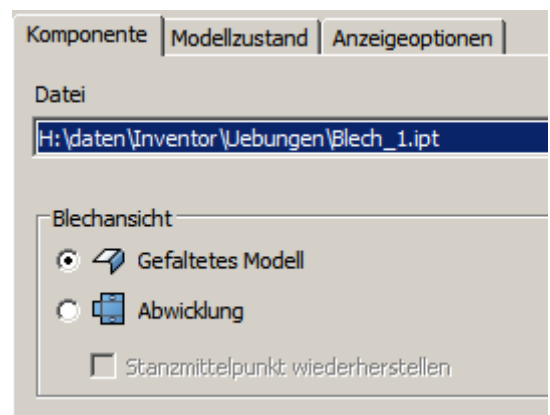 Komponente Modellzustand Anzeigeoptionen
Datei
H:\daten\Inventor\Uebungen\Blech_1.ipt
Blechansicht
Gefaltetes Modell
Abwicklung
Stanzmittelpunkt wiederherstellen